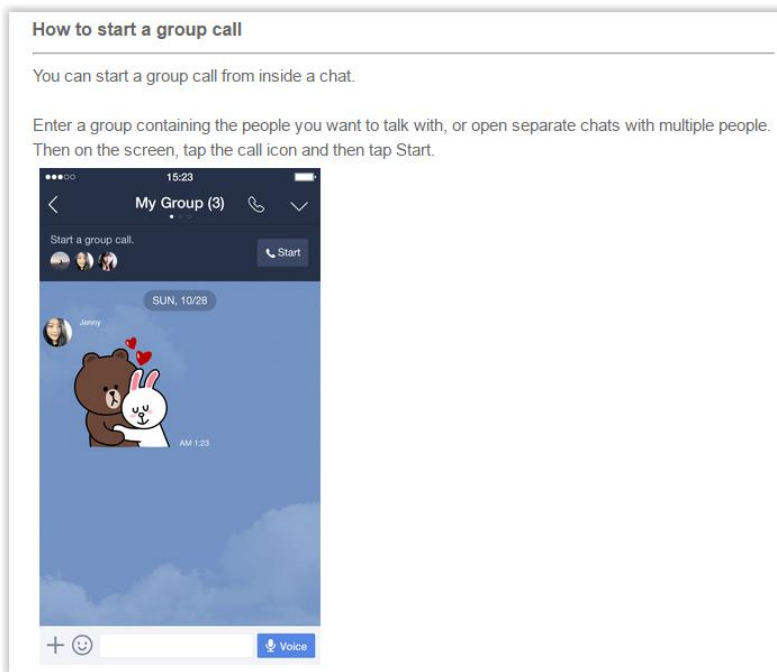 How to start a group call
You can start a group call from inside a chat.
Enter a group containing the people you want to talk with, or open separate chats with multiple people.
Then on the screen, tap the call icon and then tap Start.
15:23
My Group (3)
Start a group call.
Start
SUN, 10/28
Jenny
AM 1:23
Voice